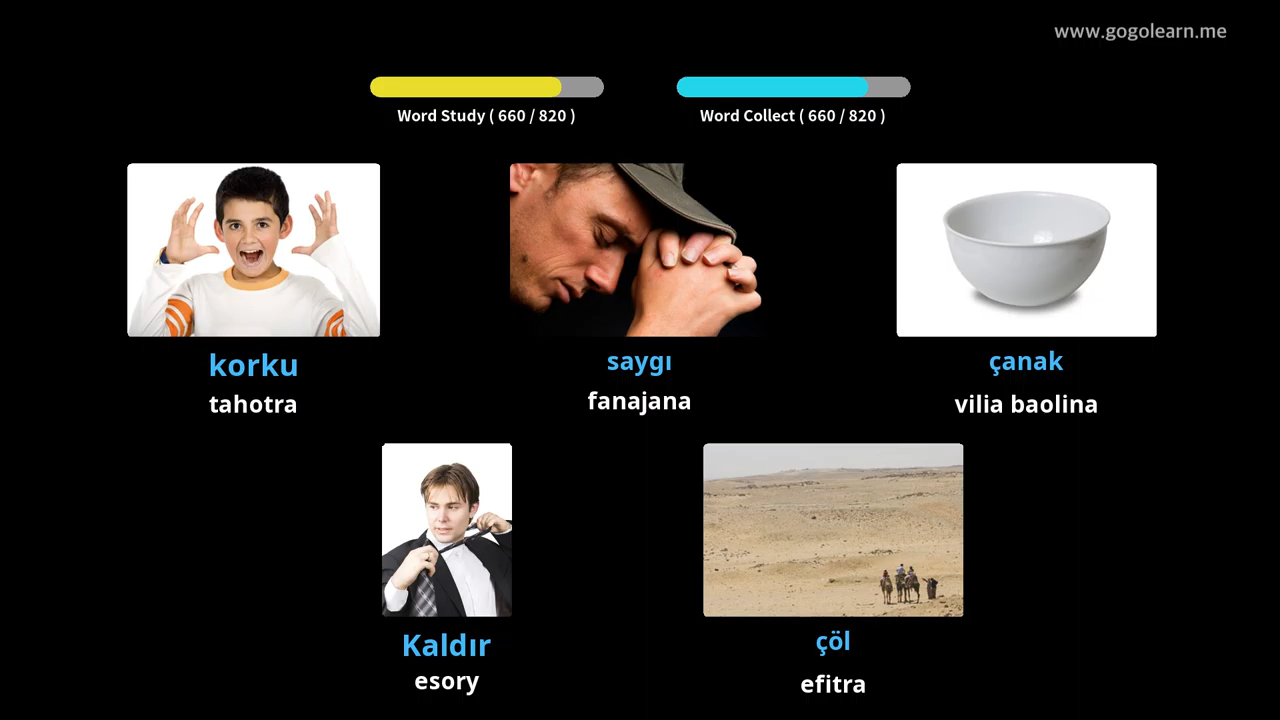 www.gogolearn.me
Word Study ( 660 / 820 )
Word Collect ( 660 / 820 )
korku
tahotra
saygı
fanajana
çanak
vilia baolina
Kaldır
esory
çöl
efitra